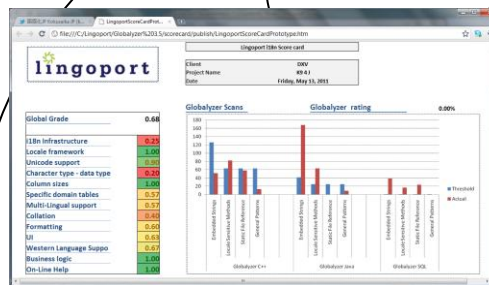 LingoportScoreCardProt...
file:///C:/Lingoport/Globalyzer%203.5/scorecard/publish/LingoportScoreCardPrototype.htm
lingoport
Lingoport I18n Score card
Client DXV
Project Name
Date Friday, May 13, 2011
Global Grade 0.68
I18n Infrastructure 0.25
Locale framework 1.00
Unicode support 0.90
Character type - data type 0.20
Column sizes 1.00
Specific domain tables 0.57
Multi-Lingual support 0.57
Collation 0.40
Formatting 0.60
UI 0.63
Western Language Suppo 0.67
Business logic 1.00
On-Line Help 1.00
Globalyzer Scans Globalyzer rating 0.00%
180
160
140
120
100
80
60
40
20
0
Threshold
Actual
Embedded Strings
Locale Sensitive Methods
Static File Reference
General Patterns
Embedded Strings
Locale Sensitive Methods
Static File Reference
General Patterns
Embedded Strings
Locale Sensitive Methods
Static File Reference
General Patterns
Globalyzer C++ Globalyzer Java Globalyzer SQL